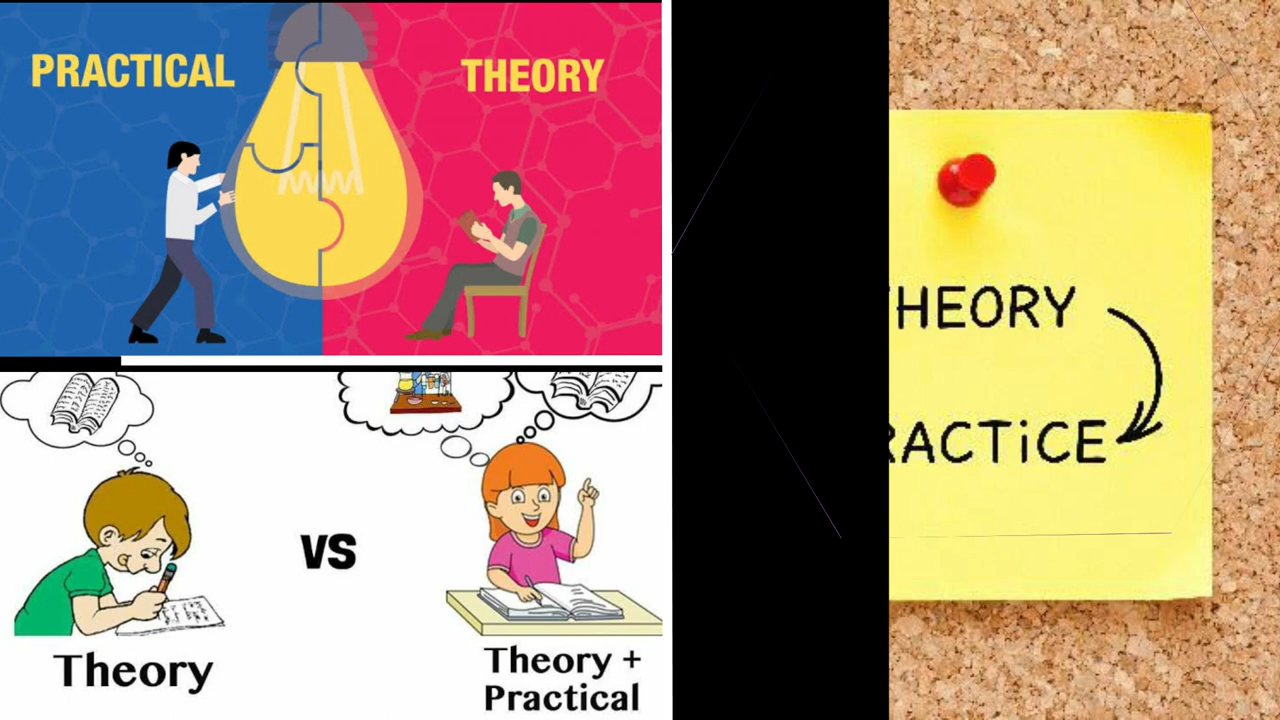 PRACTICAL
THEORY
Theory
VS
Theory +
Practical
HEORY
RACTiCE